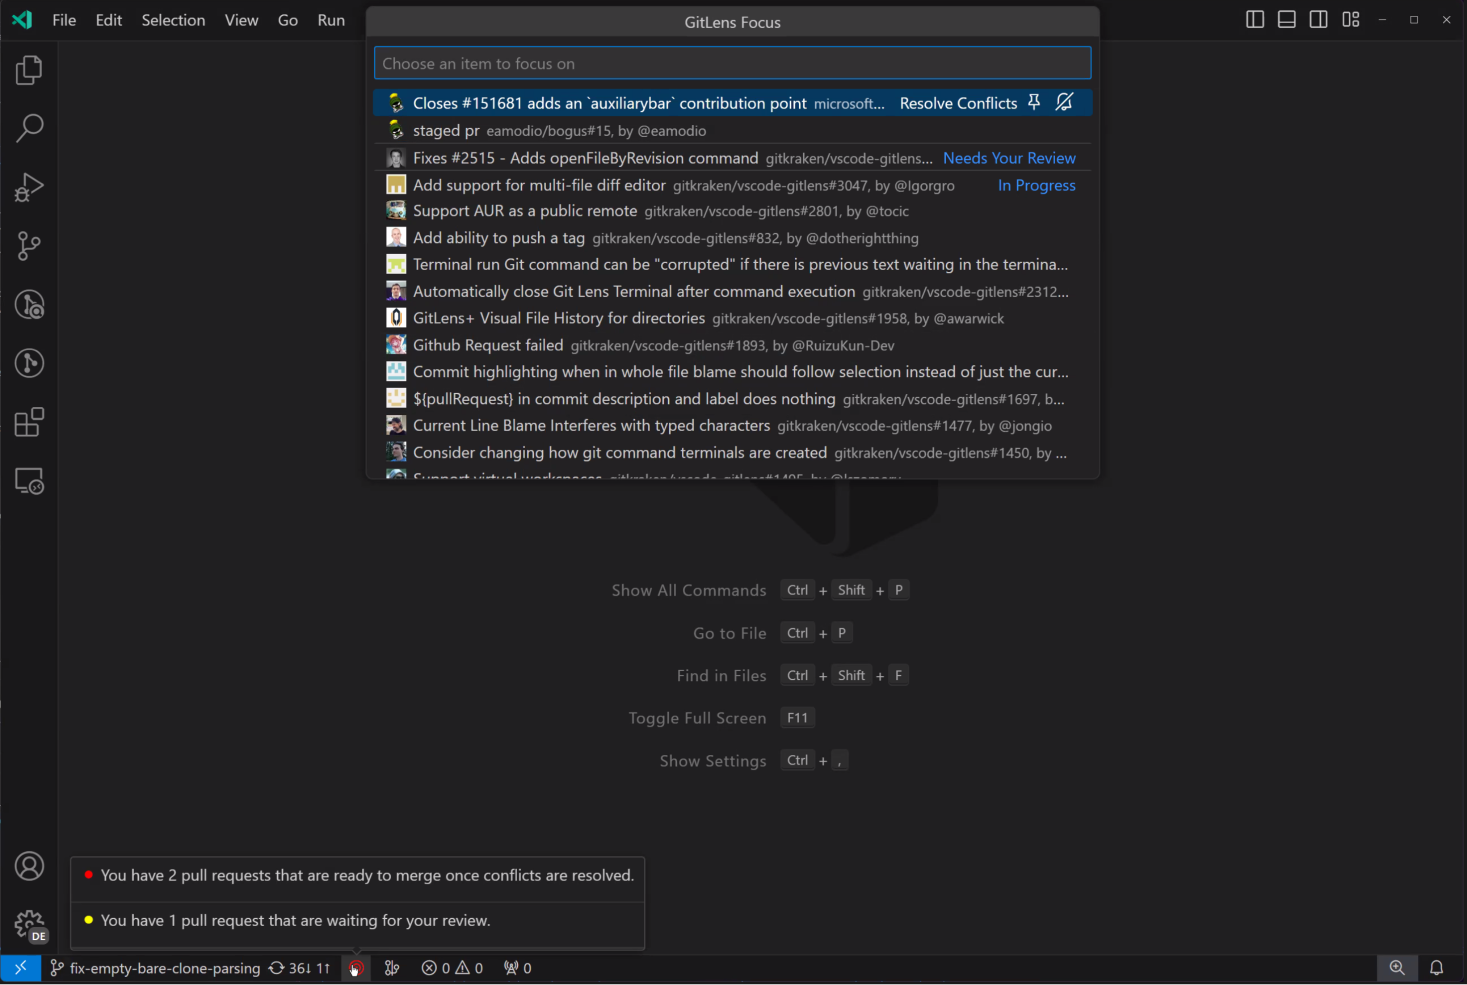 File Edit Selection View Go Run
GitLens Focus
Choose an item to focus on
Closes #151681 adds an `auxiliarybar` contribution point microsoft... Resolve Conflicts
staged pr eamodio/bogus#15, by @eamodio
Fixes #2515 - Adds openFileByRevision command gitkraken/vscode-gitlens... Needs Your Review
Add support for multi-file diff editor gitkraken/vscode-gitlens#3047, by @lgorgro In Progress
Support AUR as a public remote gitkraken/vscode-gitlens#2801, by @tocic
Add ability to push a tag gitkraken/vscode-gitlens#832, by @dotherightthing
Terminal run Git command can be "corrupted" if there is previous text waiting in the termina...
Automatically close Git Lens Terminal after command execution gitkraken/vscode-gitlens#2312...
GitLens+ Visual File History for directories gitkraken/vscode-gitlens#1958, by @awarwick
Github Request failed gitkraken/vscode-gitlens#1893, by @RuizuKun-Dev
Commit highlighting when in whole file blame should follow selection instead of just the cur...
${pullRequest} in commit description and label does nothing gitkraken/vscode-gitlens#1697, b...
Current Line Blame Interferes with typed characters gitkraken/vscode-gitlens#1477, by @jongio
Consider changing how git command terminals are created gitkraken/vscode-gitlens#1450, by ...
Support virtual workspaces
Show All Commands Ctrl + Shift + P
Go to File Ctrl + P
Find in Files Ctrl + Shift + F
Toggle Full Screen F11
Show Settings Ctrl + ,
You have 2 pull requests that are ready to merge once conflicts are resolved.
You have 1 pull request that are waiting for your review.
DE
fix-empty-bare-clone-parsing 36↓ 1↑ 0 0 0